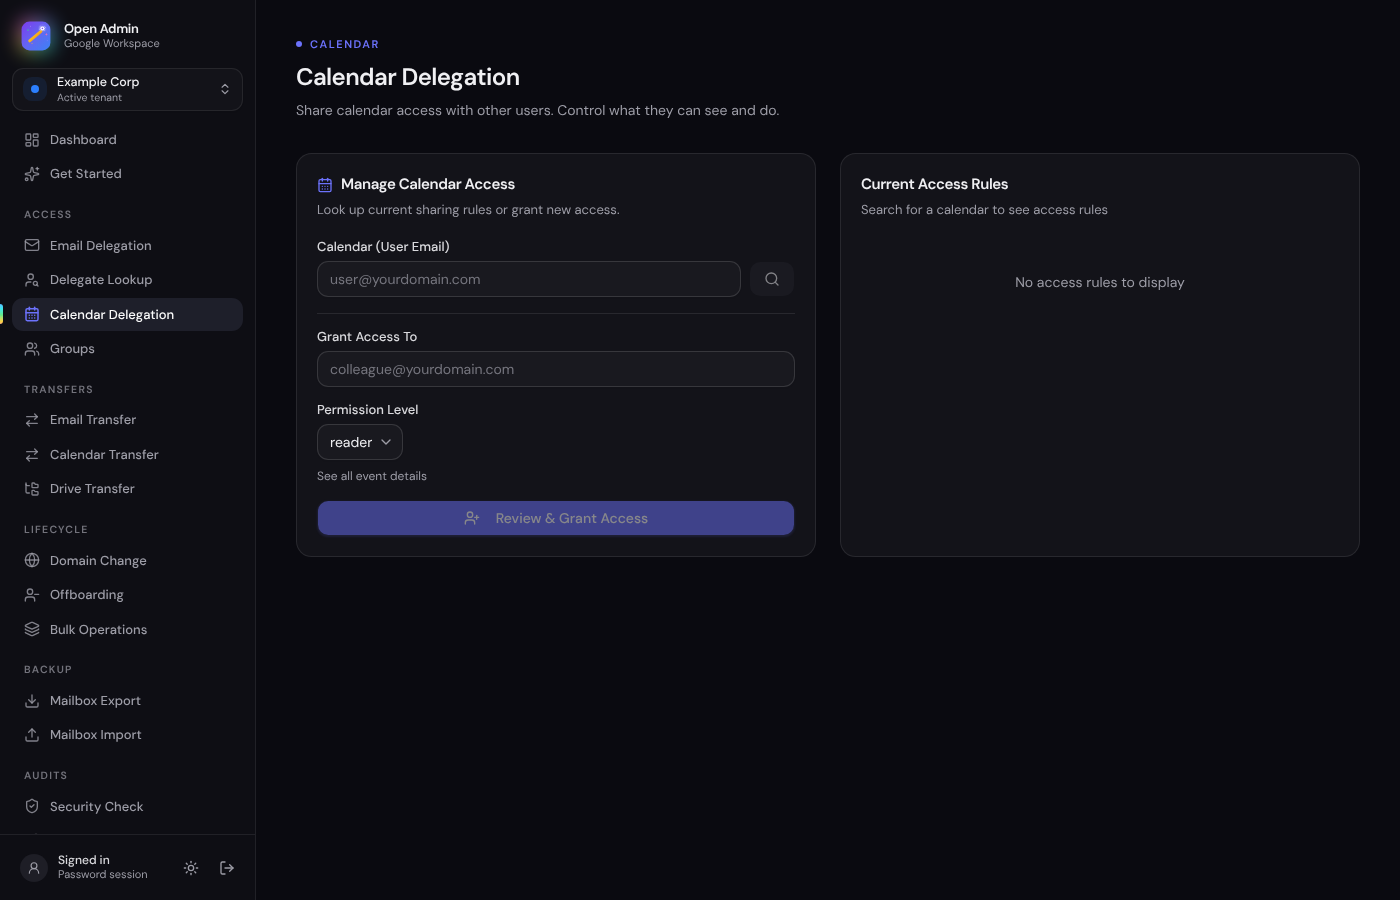 Open Admin
Google Workspace
Example Corp
Active tenant
Dashboard
Get Started
ACCESS
Email Delegation
Delegate Lookup
Calendar Delegation
Groups
TRANSFERS
Email Transfer
Calendar Transfer
Drive Transfer
LIFECYCLE
Domain Change
Offboarding
Bulk Operations
BACKUP
Mailbox Export
Mailbox Import
AUDITS
Security Check
Signed in
Password session
CALENDAR
Calendar Delegation
Share calendar access with other users. Control what they can see and do.
Manage Calendar Access
Look up current sharing rules or grant new access.
Calendar (User Email)
user@yourdomain.com
Grant Access To
colleague@yourdomain.com
Permission Level
reader
See all event details
Review & Grant Access
Current Access Rules
Search for a calendar to see access rules
No access rules to display